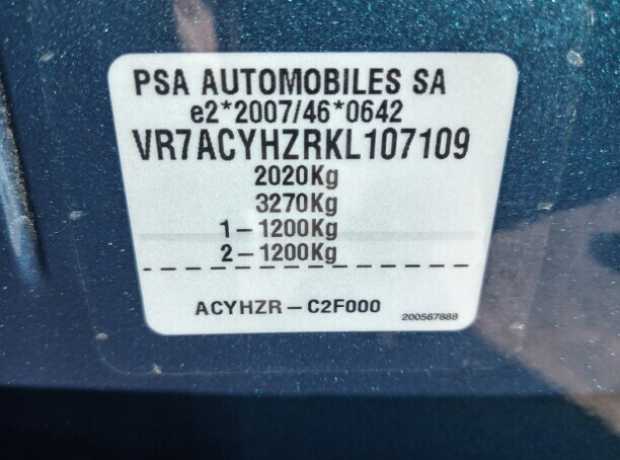 PSA AUTOMOBILES SA
e2*2007/46*0642
VR7ACYHZRKL107109
2020Kg
3270Kg
1-1200Kg
2-1200Kg
ACYHZR-C2F000
200567888